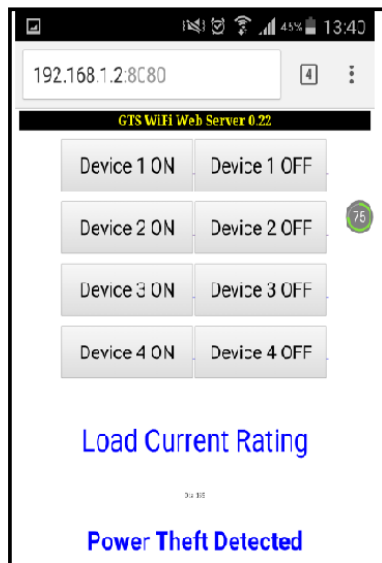 45% 13:40
192.168.1.2:8080 4
GTS WiFi Web Server 0.22
Device 1 ON Device 1 OFF
Device 2 ON Device 2 OFF
75
Device 3 ON Device 3 OFF
Device 4 ON Device 4 OFF
Load Current Rating
Power Theft Detected